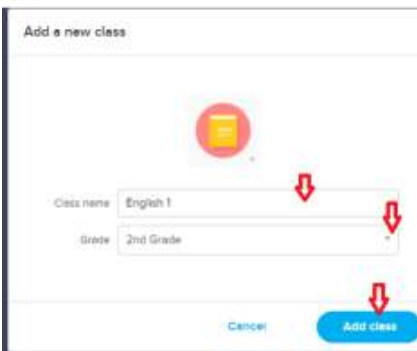 Add a new class
Class name English 1
Grade 2nd Grade
Cancel Add class